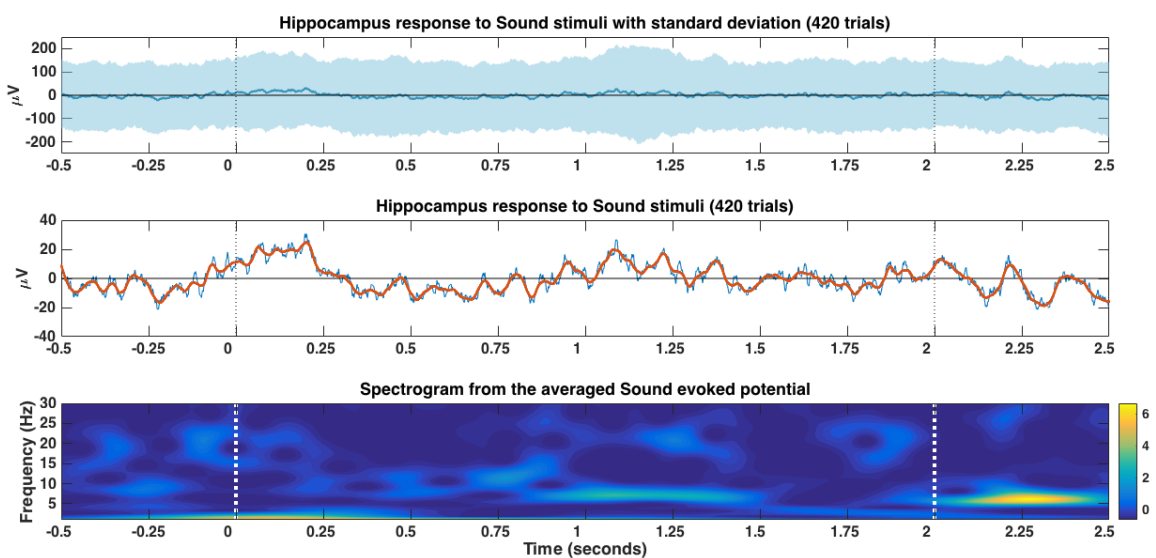 Hippocampus response to Sound stimuli with standard deviation (420 trials)
200
100
0
-100
-200
μV
-0.5 -0.25 0 0.25 0.5 0.75 1 1.25 1.5 1.75 2 2.25 2.5
Hippocampus response to Sound stimuli (420 trials)
40
20
0
-20
-40
μV
-0.5 -0.25 0 0.25 0.5 0.75 1 1.25 1.5 1.75 2 2.25 2.5
Spectrogram from the averaged Sound evoked potential
30
25
20
15
10
5
1
Frequency (Hz)
6
4
2
0
-0.5 -0.25 0 0.25 0.5 0.75 1 1.25 1.5 1.75 2 2.25 2.5
Time (seconds)